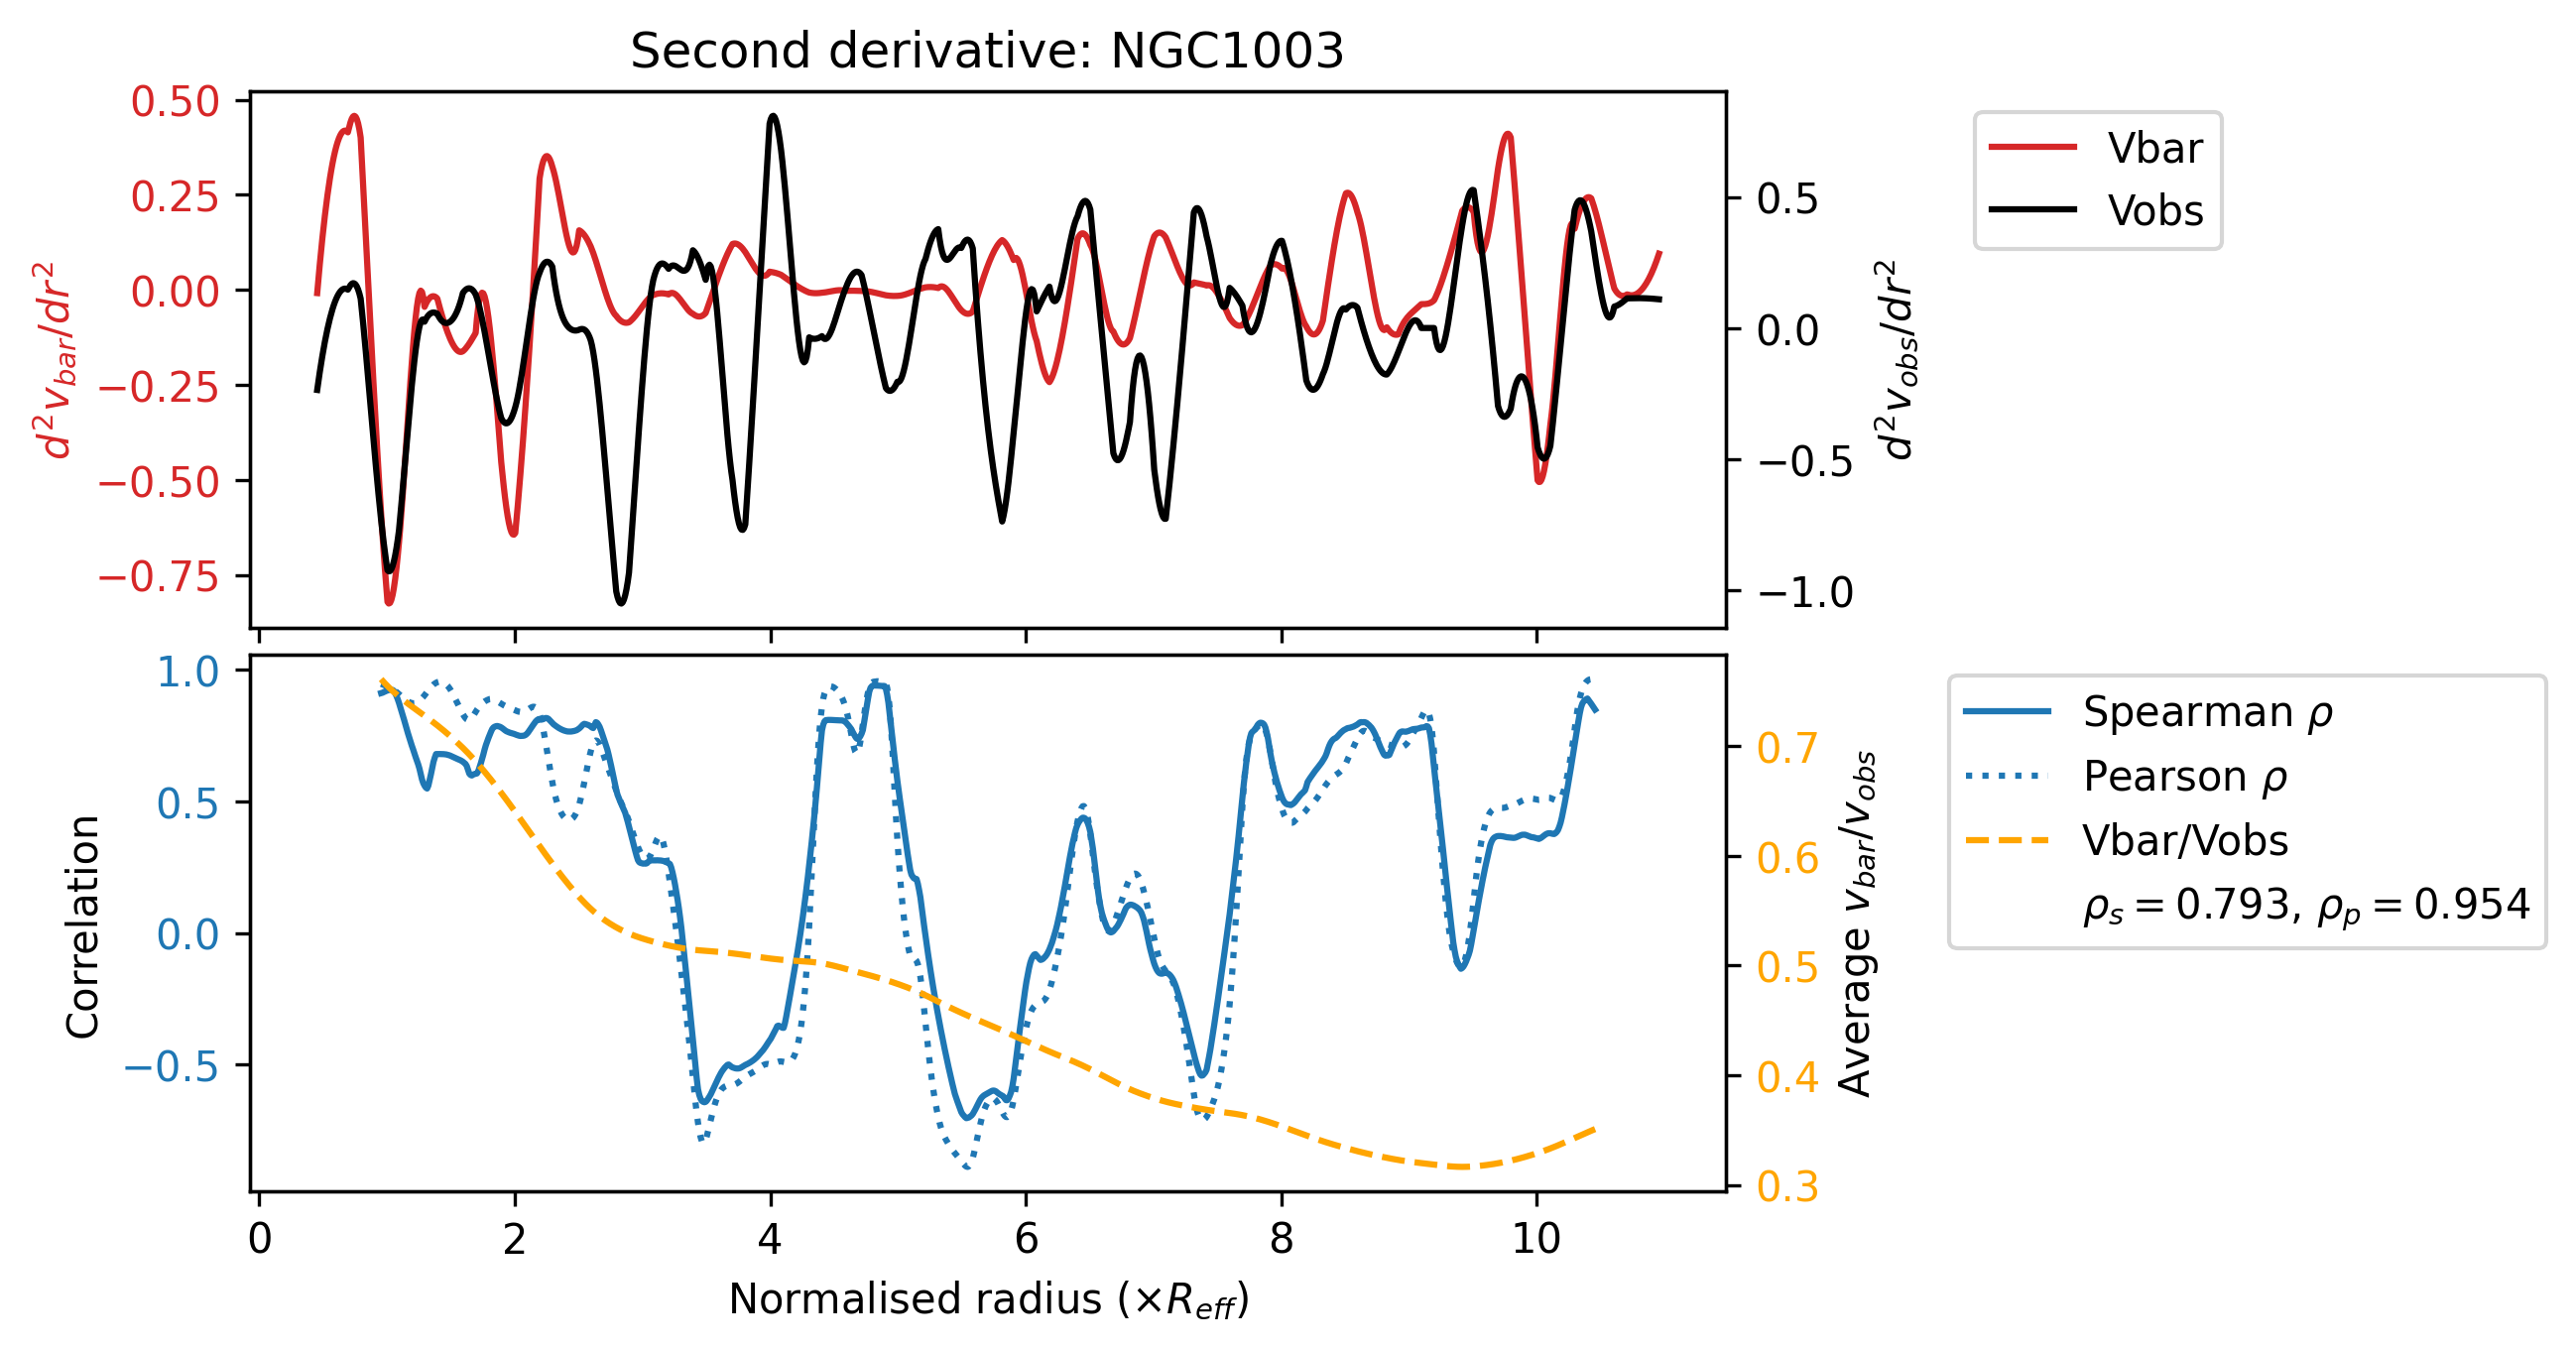 Second derivative: NGC1003
0.50
0.25
0.00
−0.25
−0.50
−0.75
d²v_bar/dr²
0.5
0.0
−0.5
−1.0
d²v_obs/dr²
Vbar
Vobs
1.0
0.5
0.0
−0.5
Correlation
0.7
0.6
0.5
0.4
0.3
Average v_bar/v_obs
Spearman ρ
Pearson ρ
Vbar/Vobs
ρ_s = 0.793, ρ_p = 0.954
0 2 4 6 8 10
Normalised radius (×R_eff)